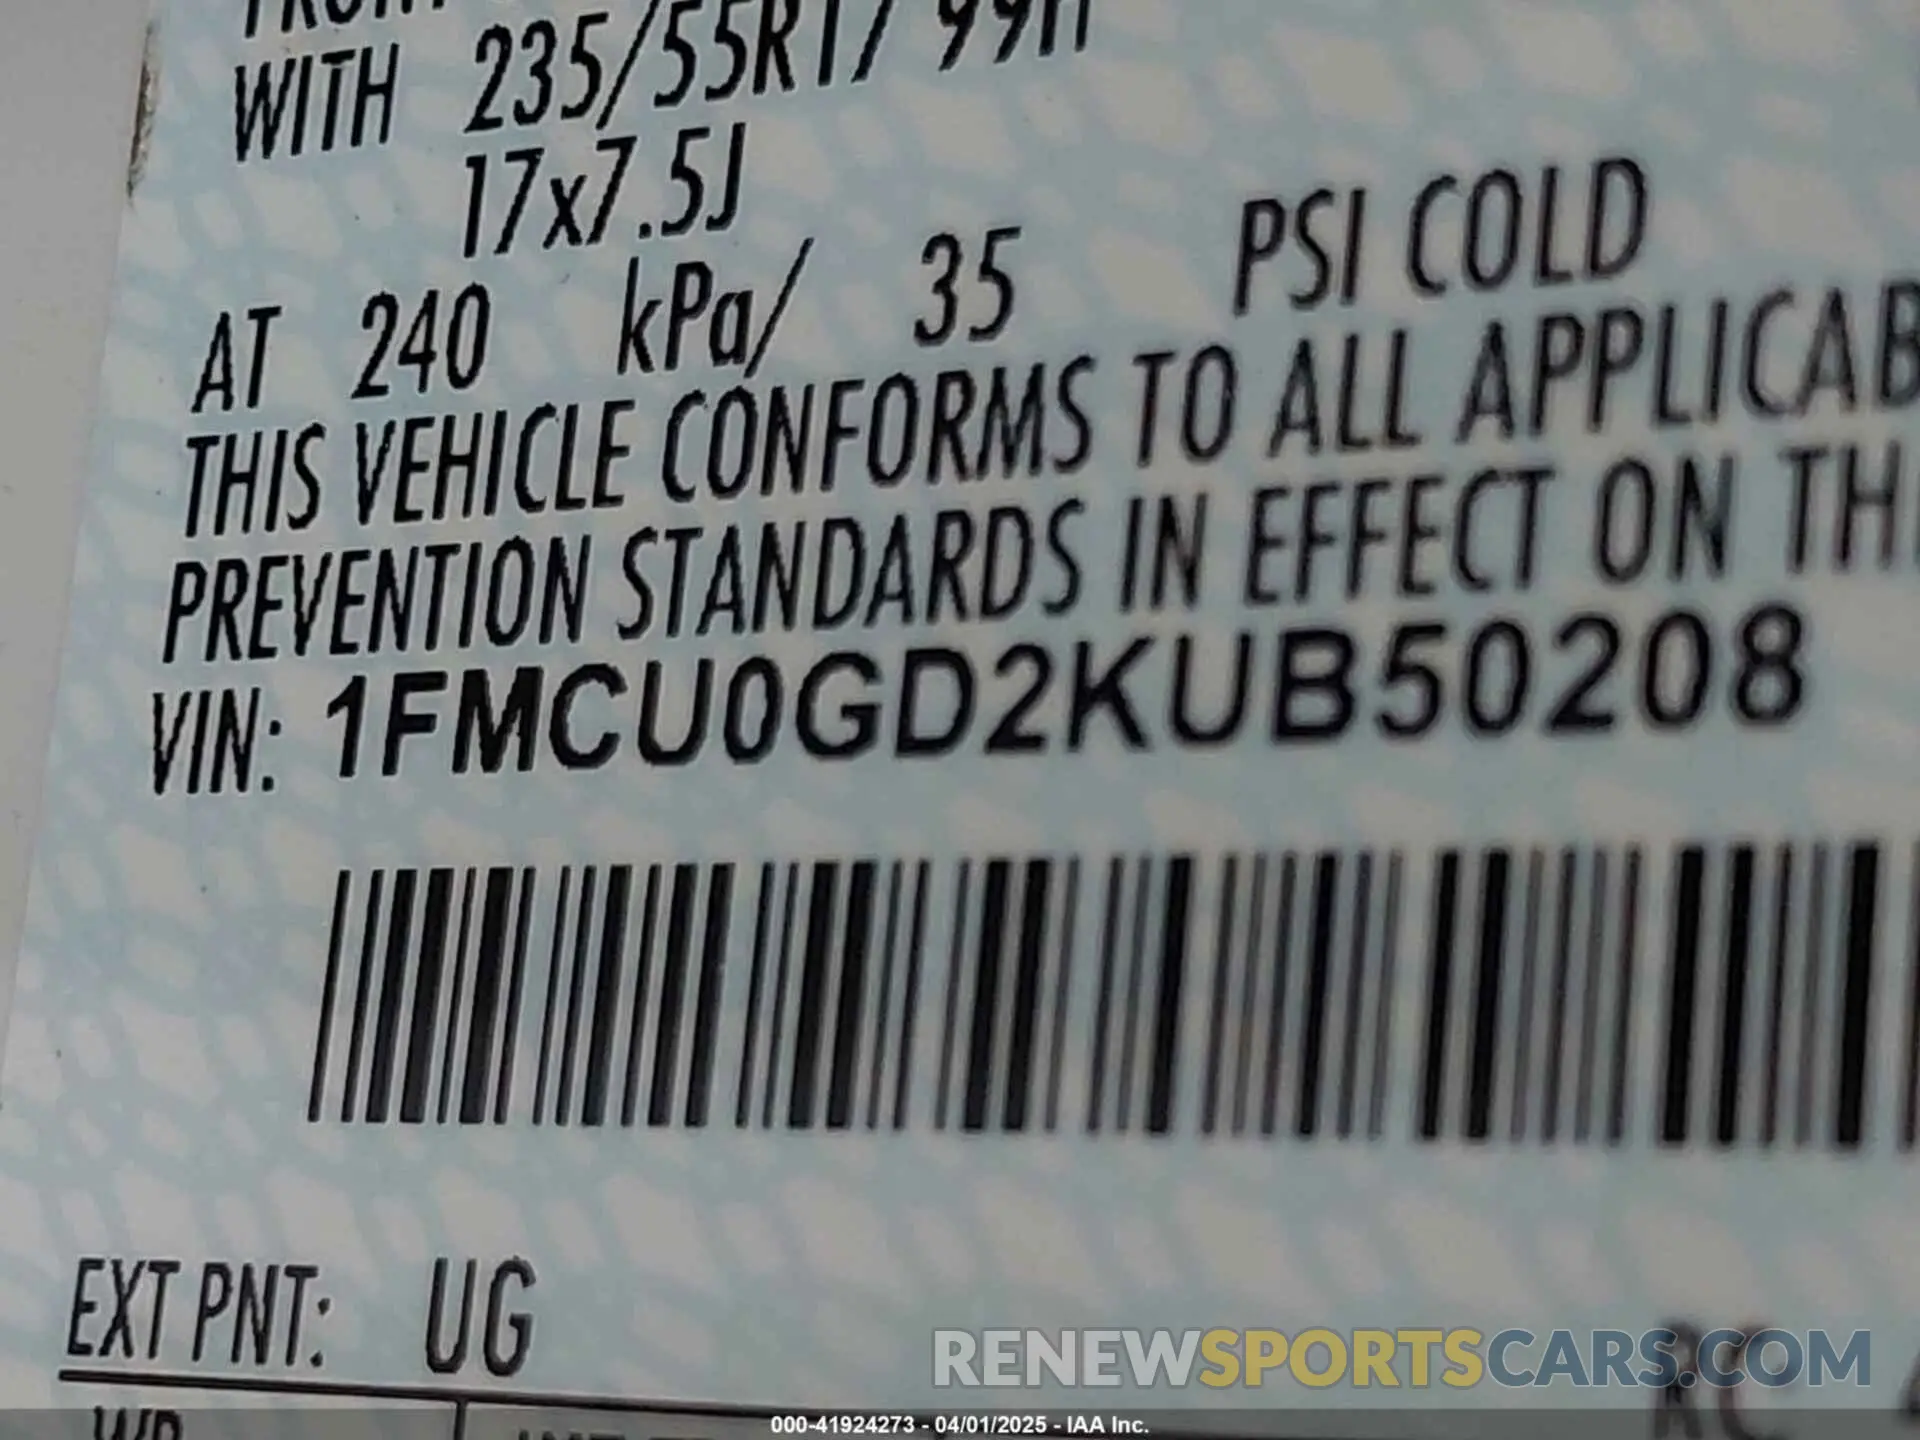 WITH 235/55R17 99H
17x7.5J
AT 240 kPa/ 35 PSI COLD
THIS VEHICLE CONFORMS TO ALL APPLICAB
PREVENTION STANDARDS IN EFFECT ON TH
VIN: 1FMCU0GD2KUB50208
EXT PNT: UG
RC
RENEWSPORTSCARS.COM
000-41924273 - 04/01/2025 - IAA Inc.